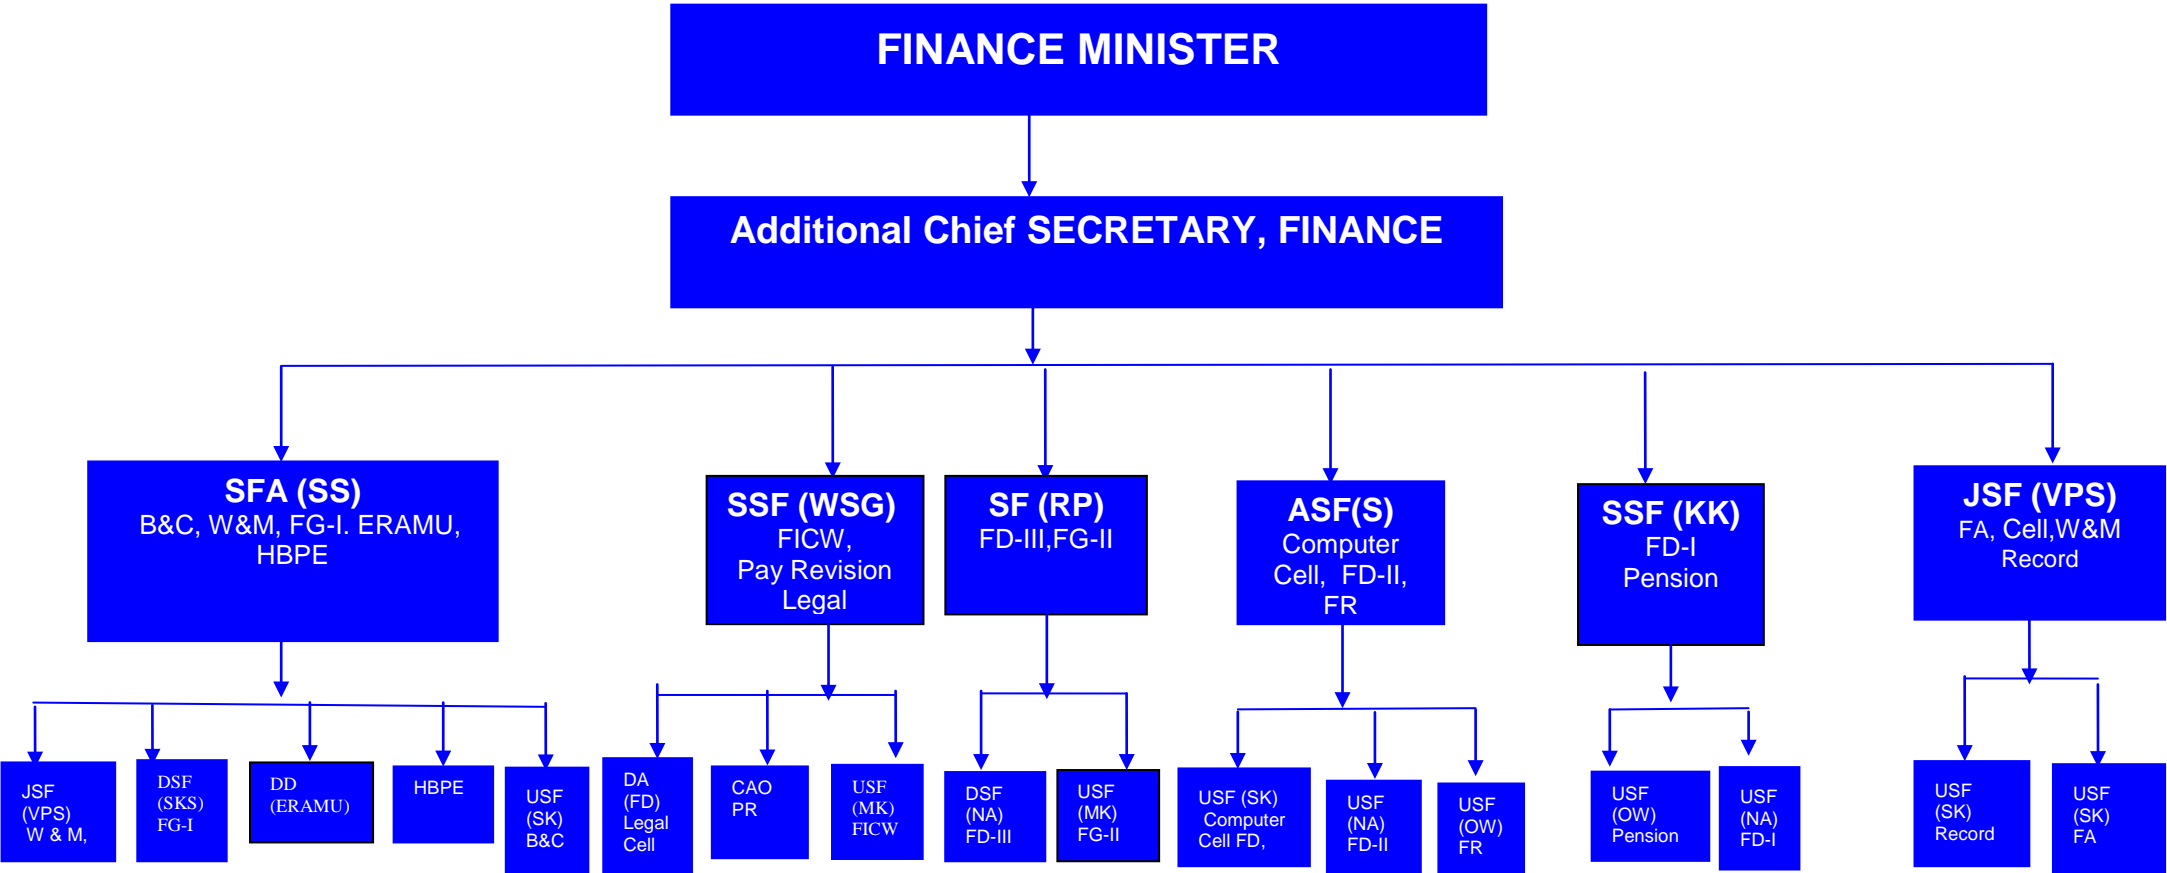 FINANCE MINISTER
Additional Chief SECRETARY, FINANCE
SFA (SS)
B&C, W&M, FG-I. ERAMU,
HBPE
SSF (WSG)
FICW,
Pay Revision
Legal
SF (RP)
FD-III,FG-II
ASF(S)
Computer
Cell, FD-II,
FR
SSF (KK)
FD-I
Pension
JSF (VPS)
FA, Cell,W&M
Record
JSF
(VPS)
W & M,
DSF
(SKS)
FG-I
DD
(ERAMU)
HBPE
USF
(SK)
B&C
DA
(FD)
Legal
Cell
CAO
PR
USF
(MK)
FICW
DSF
(NA)
FD-III
USF
(MK)
FG-II
USF (SK)
Computer
Cell FD,
USF
(NA)
FD-II
USF
(OW)
FR
USF
(OW)
Pension
USF
(NA)
FD-I
USF
(SK)
Record
USF
(SK)
FA